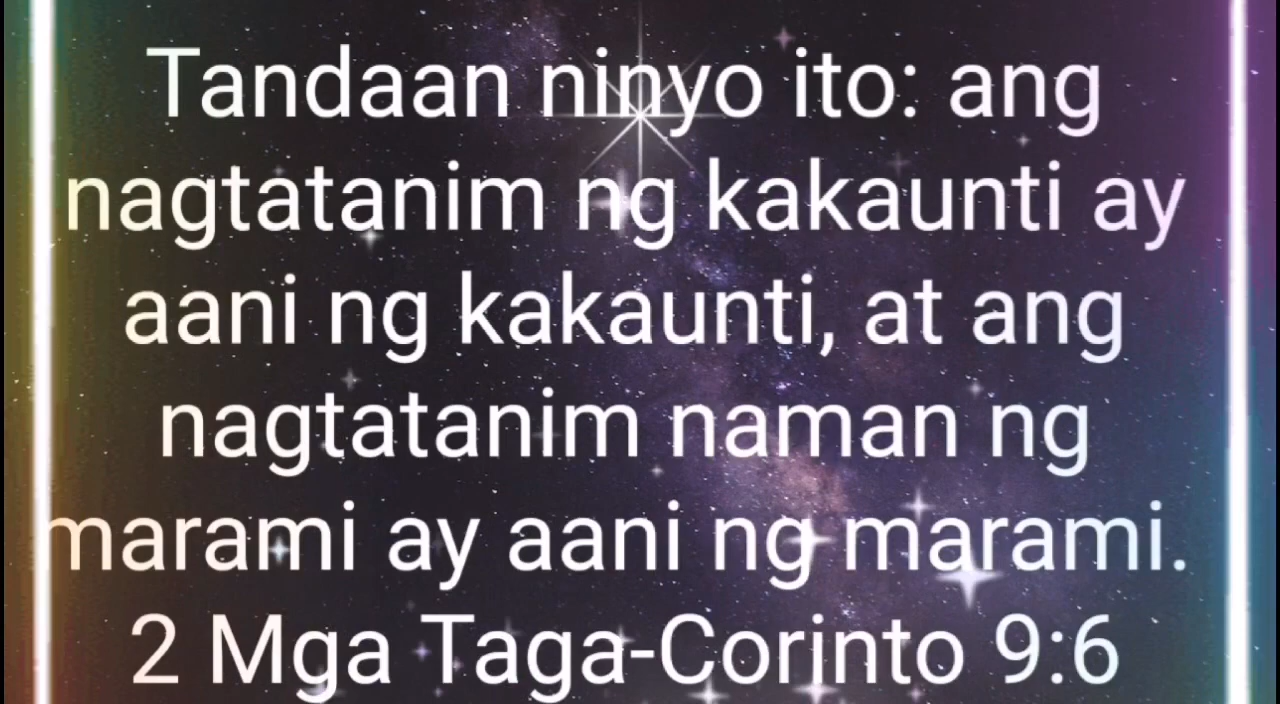 Tandaan ninyo ito: ang
nagtatanim ng kakaunti ay
aani ng kakaunti, at ang
nagtatanim naman ng
marami ay aani ng marami.
2 Mga Taga-Corinto 9:6